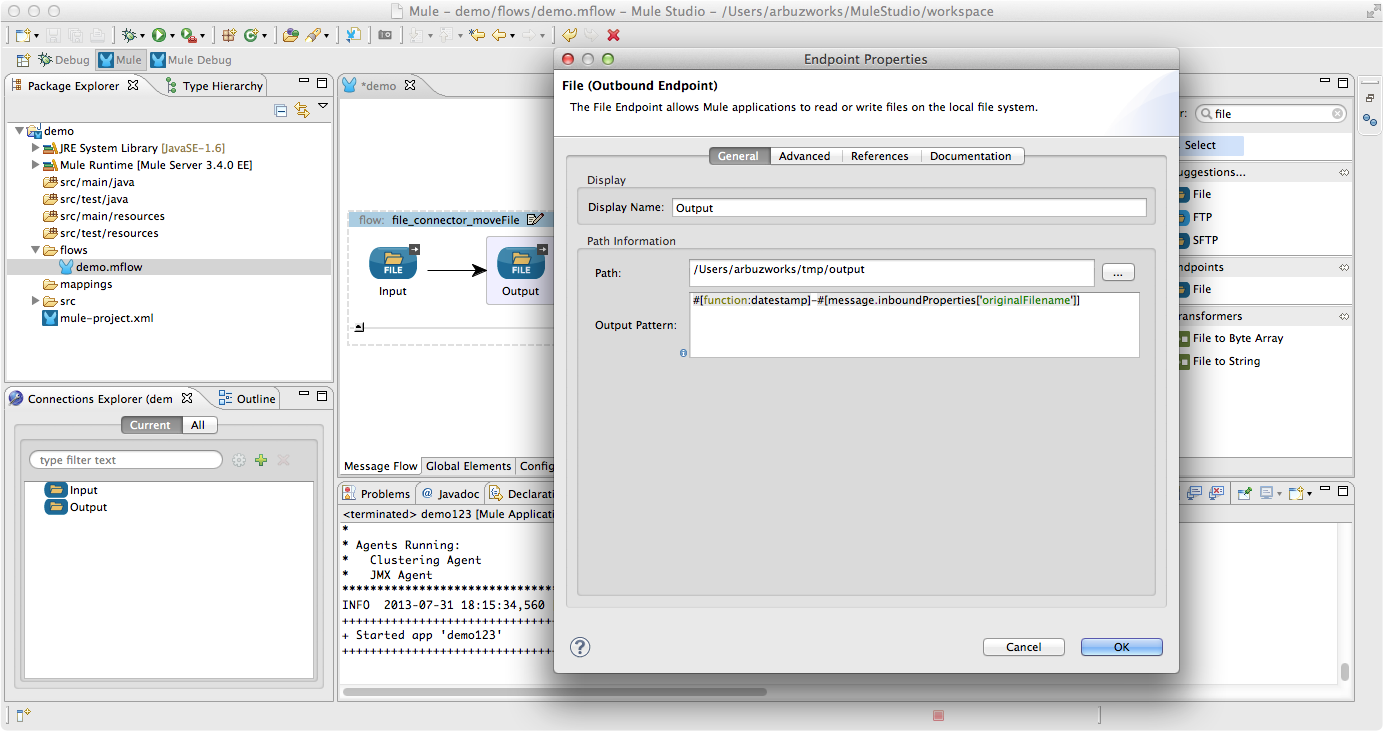 Mule – demo/flows/demo.mflow – Mule Studio – /Users/arbuzworks/MuleStudio/workspace
Debug
Mule
Mule Debug
Package Explorer
Type Hierarchy
demo
JRE System Library [JavaSE-1.6]
Mule Runtime [Mule Server 3.4.0 EE]
src/main/java
src/test/java
src/main/resources
src/test/resources
flows
demo.mflow
mappings
src
mule-project.xml
Connections Explorer (dem
Outline
Current
All
type filter text
Input
Output
*demo
flow: file_connector_moveFile
FILE
FILE
Input
Output
Message Flow
Global Elements
Config
Problems
@ Javadoc
Declarati
<terminated> demo123 [Mule Applicati
*
* Agents Running:
*   Clustering Agent
*   JMX Agent
*******************************
INFO  2013-07-31 18:15:34,560
+++++++++++++++++++++++++++++++
+ Started app 'demo123'
+++++++++++++++++++++++++++++++
Endpoint Properties
File (Outbound Endpoint)
The File Endpoint allows Mule applications to read or write files on the local file system.
General
Advanced
References
Documentation
Display
Display Name:
Output
Path Information
Path:
/Users/arbuzworks/tmp/output
...
Output Pattern:
#[function:datestamp]-#[message.inboundProperties['originalFilename']]
?
Cancel
OK
r:
file
Select
uggestions...
File
FTP
SFTP
ndpoints
File
ransformers
File to Byte Array
File to String